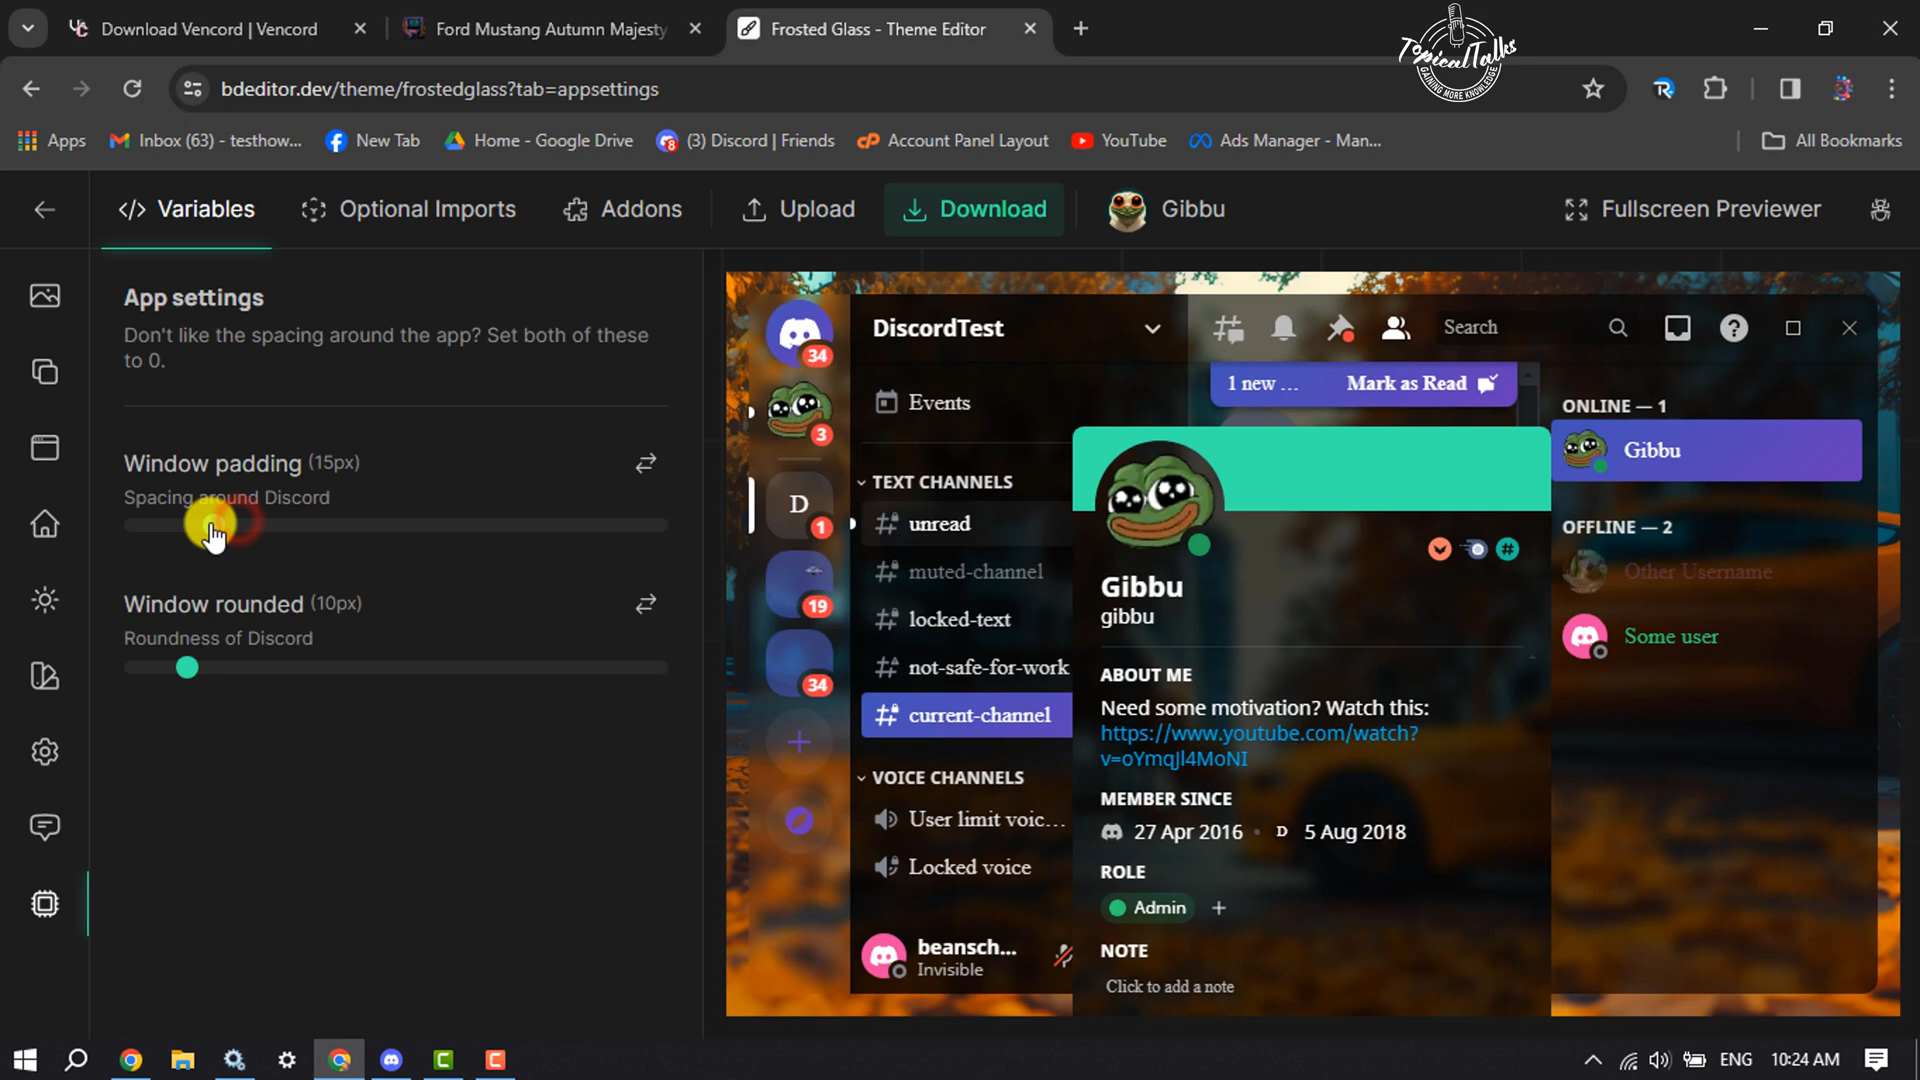 Download Vencord | Vencord
Ford Mustang Autumn Majesty
Frosted Glass - Theme Editor
TopicalTalks
GAINING MORE KNOWLEDGE
bdeditor.dev/theme/frostedglass?tab=appsettings
Apps
Inbox (63) - testhow...
New Tab
Home - Google Drive
(3) Discord | Friends
Account Panel Layout
YouTube
Ads Manager - Man...
All Bookmarks
Variables
Optional Imports
Addons
Upload
Download
Gibbu
Fullscreen Previewer
App settings
Don't like the spacing around the app? Set both of these
to 0.
Window padding (15px)
Spacing around Discord
Window rounded (10px)
Roundness of Discord
34
3
D
1
19
34
DiscordTest
Events
TEXT CHANNELS
unread
muted-channel
locked-text
not-safe-for-work
current-channel
VOICE CHANNELS
User limit voic...
Locked voice
beansch...
Invisible
Search
1 new ...
Mark as Read
Gibbu
gibbu
ABOUT ME
Need some motivation? Watch this:
https://www.youtube.com/watch?
v=oYmqJl4MoNI
MEMBER SINCE
27 Apr 2016
D
5 Aug 2018
ROLE
Admin
NOTE
Click to add a note
ONLINE — 1
Gibbu
OFFLINE — 2
Other Username
Some user
ENG
10:24 AM